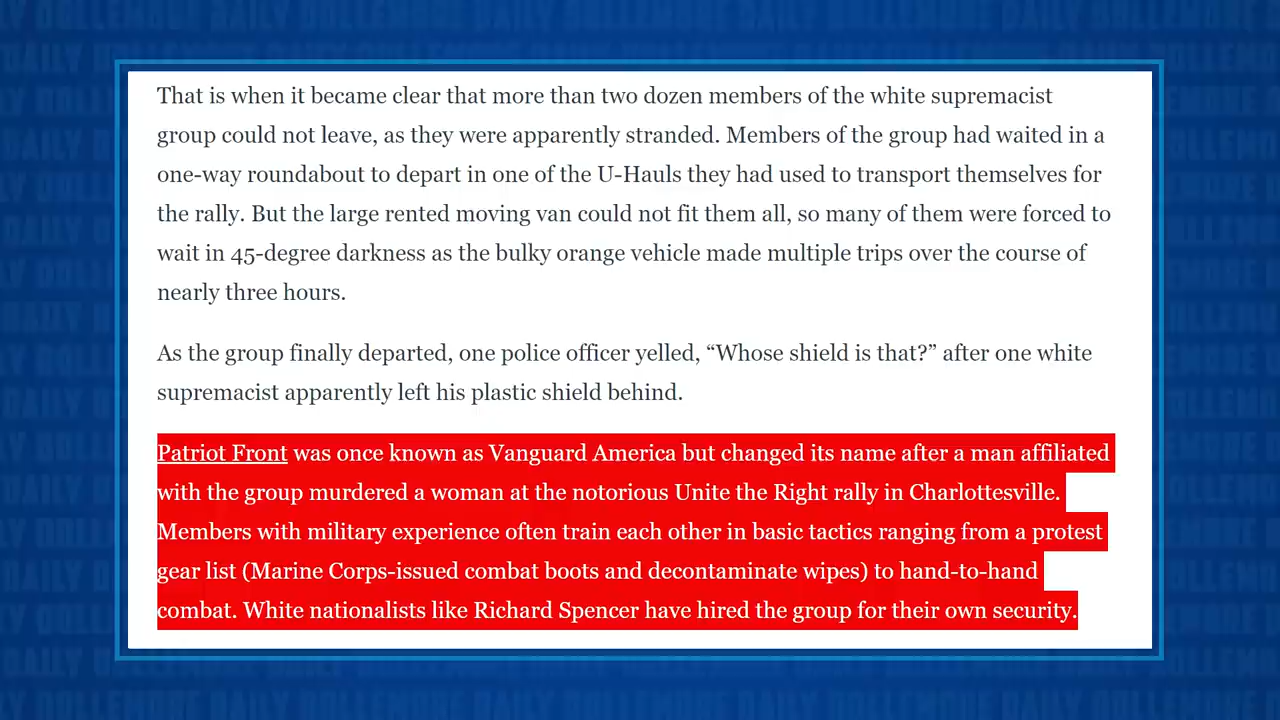 That is when it became clear that more than two dozen members of the white supremacist
group could not leave, as they were apparently stranded. Members of the group had waited in a
one-way roundabout to depart in one of the U-Hauls they had used to transport themselves for
the rally. But the large rented moving van could not fit them all, so many of them were forced to
wait in 45-degree darkness as the bulky orange vehicle made multiple trips over the course of
nearly three hours.
As the group finally departed, one police officer yelled, “Whose shield is that?” after one white
supremacist apparently left his plastic shield behind.
Patriot Front was once known as Vanguard America but changed its name after a man affiliated
with the group murdered a woman at the notorious Unite the Right rally in Charlottesville.
Members with military experience often train each other in basic tactics ranging from a protest
gear list (Marine Corps-issued combat boots and decontaminate wipes) to hand-to-hand
combat. White nationalists like Richard Spencer have hired the group for their own security.